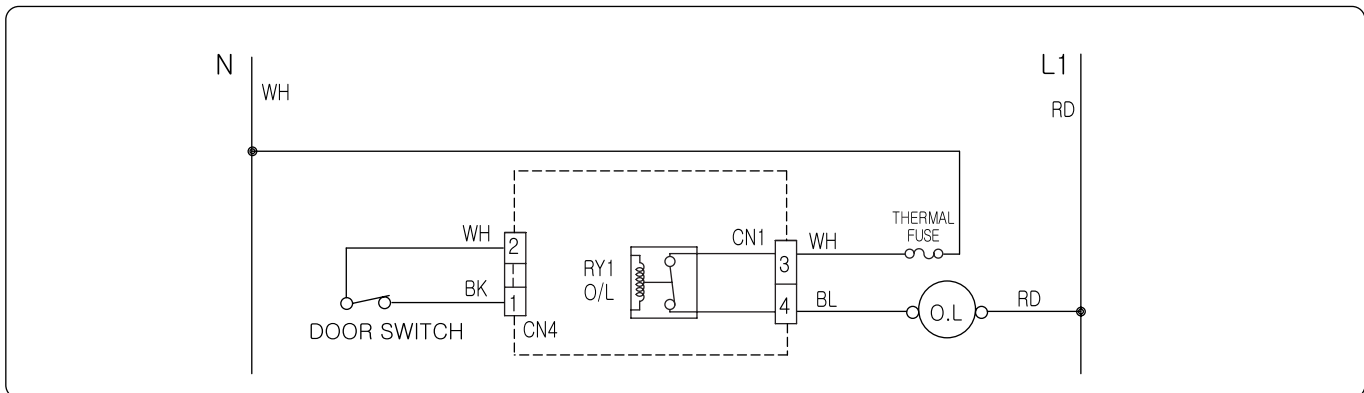 N
L1
WH
RD
THERMAL
FUSE
WH
2
CN1
WH
3
RY1
O/L
BK
1
4
BL
O.L
RD
DOOR SWITCH
CN4